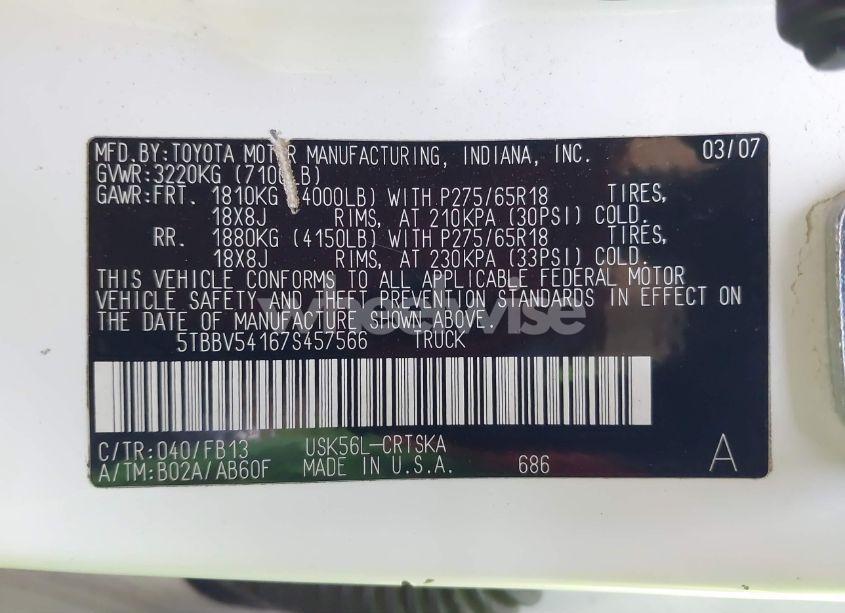 MFD.BY:TOYOTA MOTOR MANUFACTURING, INDIANA, INC. 03/07
GVWR:3220KG (7100LB)
GAWR:FRT. 1810KG (4000LB) WITH P275/65R18 TIRES,
18X8J RIMS, AT 210KPA (30PSI) COLD.
RR. 1880KG (4150LB) WITH P275/65R18 TIRES,
18X8J RIMS, AT 230KPA (33PSI) COLD.
THIS VEHICLE CONFORMS TO ALL APPLICABLE FEDERAL MOTOR
VEHICLE SAFETY AND THEFT PREVENTION STANDARDS IN EFFECT ON
THE DATE OF MANUFACTURE SHOWN ABOVE.
wheelwise
5TBBV54167S457566 TRUCK
C/TR:040/FB13 USK56L-CRTSKA
A/TM:B02A/AB60F MADE IN U.S.A. 686 A